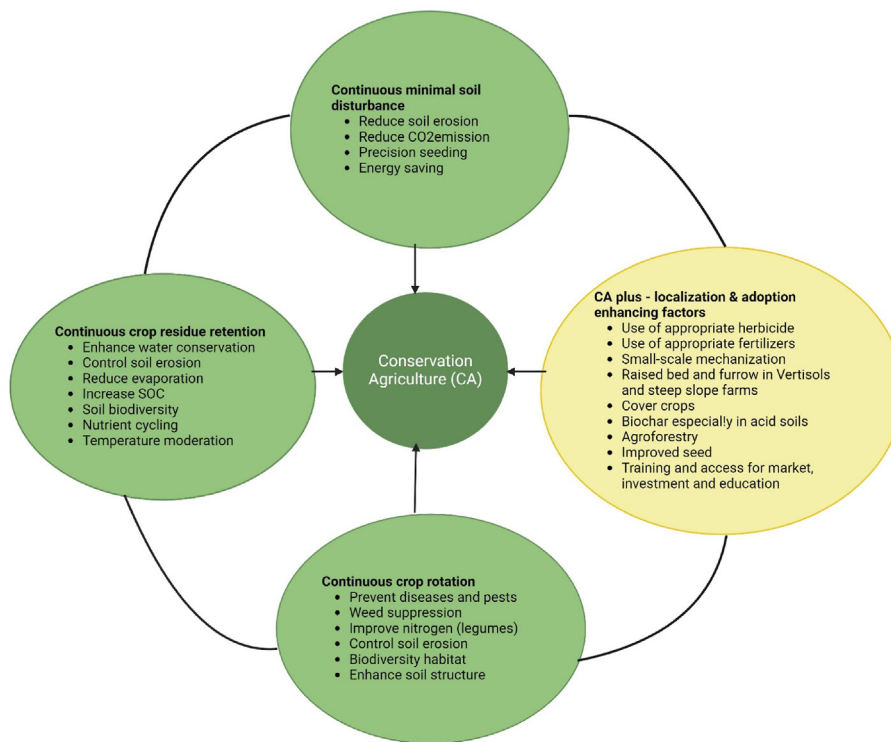 Continuous minimal soil
disturbance
• Reduce soil erosion
• Reduce CO2emission
• Precision seeding
• Energy saving
Continuous crop residue retention
• Enhance water conservation
• Control soil erosion
• Reduce evaporation
• Increase SOC
• Soil biodiversity
• Nutrient cycling
• Temperature moderation
Conservation
Agriculture (CA)
CA plus - localization & adoption
enhancing factors
• Use of appropriate herbicide
• Use of appropriate fertilizers
• Small-scale mechanization
• Raised bed and furrow in Vertisols
and steep slope farms
• Cover crops
• Biochar especial!y in acid soils
• Agroforestry
• Improved seed
• Training and access for market,
investment and education
Continuous crop rotation
• Prevent diseases and pests
• Weed suppression
• Improve nitrogen (legumes)
• Control soil erosion
• Biodiversity habitat
• Enhance soil structure